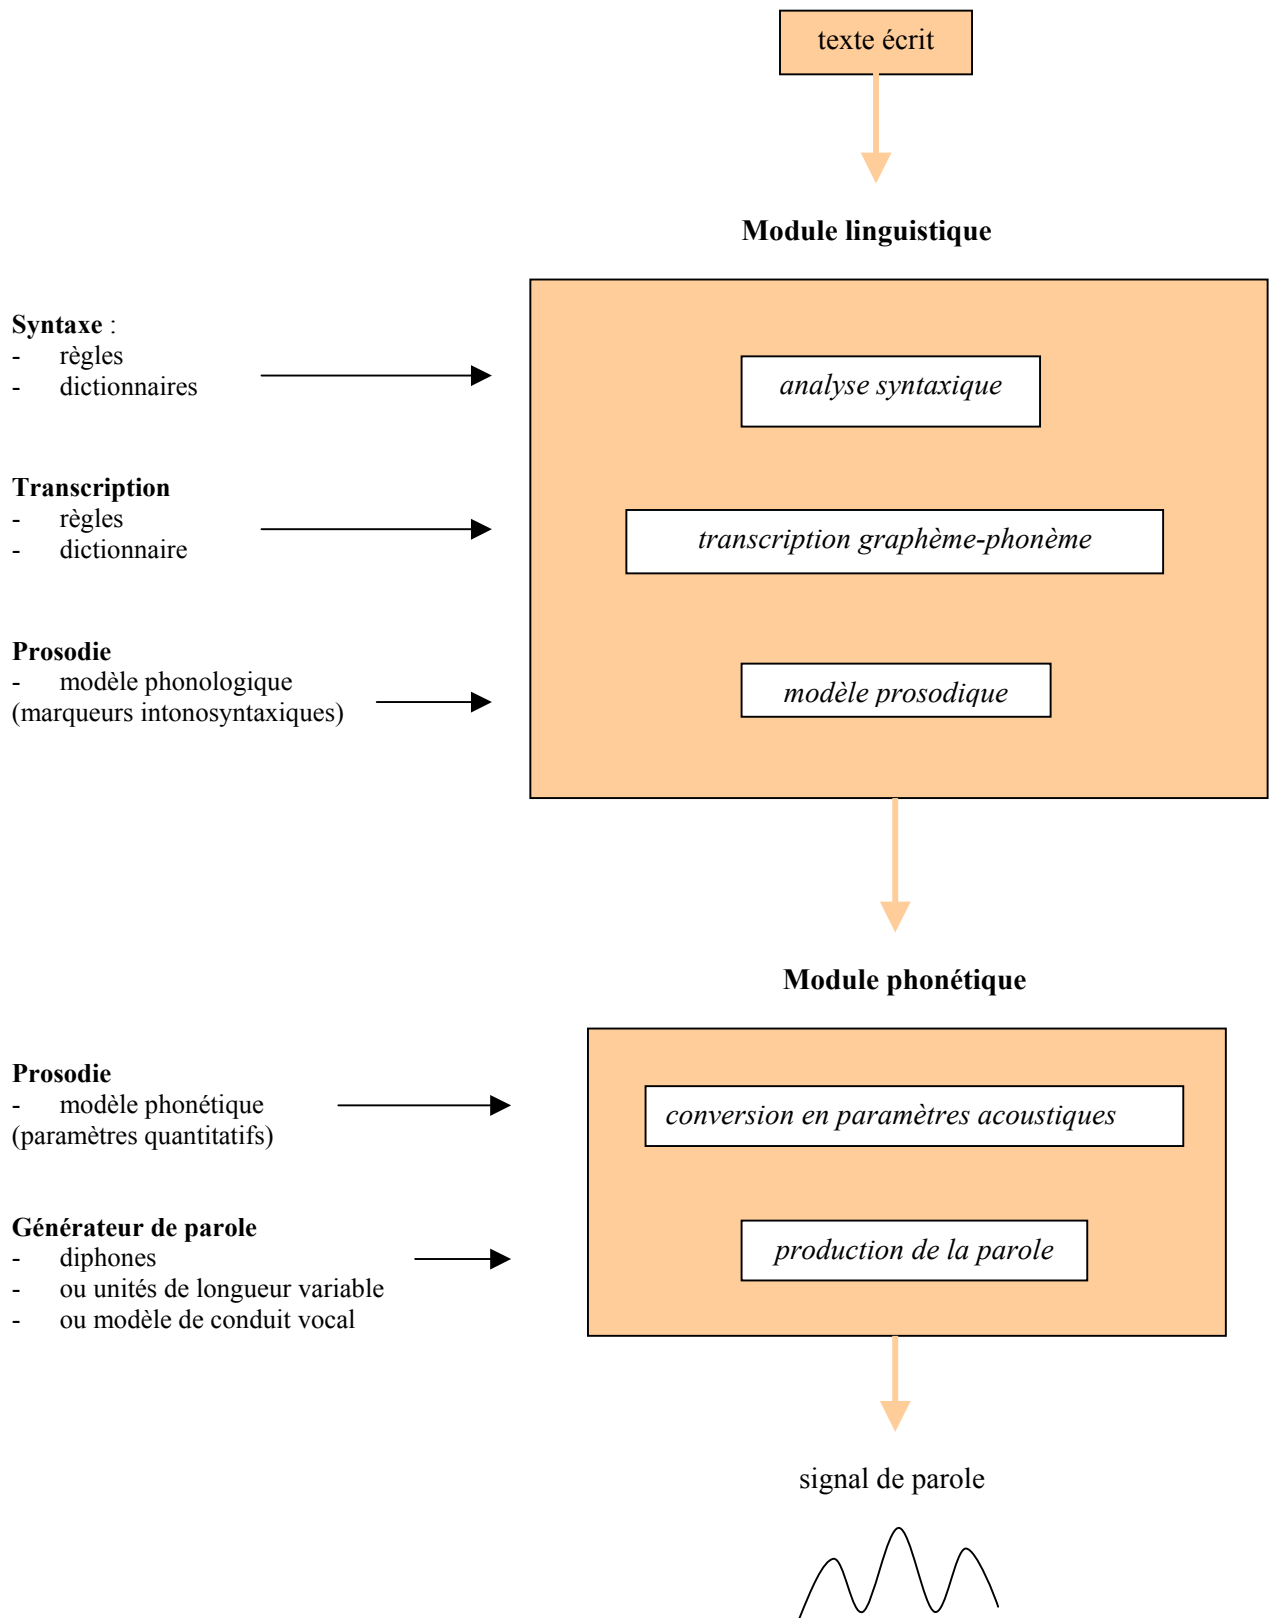 texte écrit
Module linguistique
Syntaxe :
- règles
- dictionnaires
analyse syntaxique
Transcription
- règles
- dictionnaire
transcription graphème-phonème
Prosodie
- modèle phonologique
(marqueurs intonosyntaxiques)
modèle prosodique
Module phonétique
Prosodie
- modèle phonétique
(paramètres quantitatifs)
conversion en paramètres acoustiques
Générateur de parole
- diphones
- ou unités de longueur variable
- ou modèle de conduit vocal
production de la parole
signal de parole